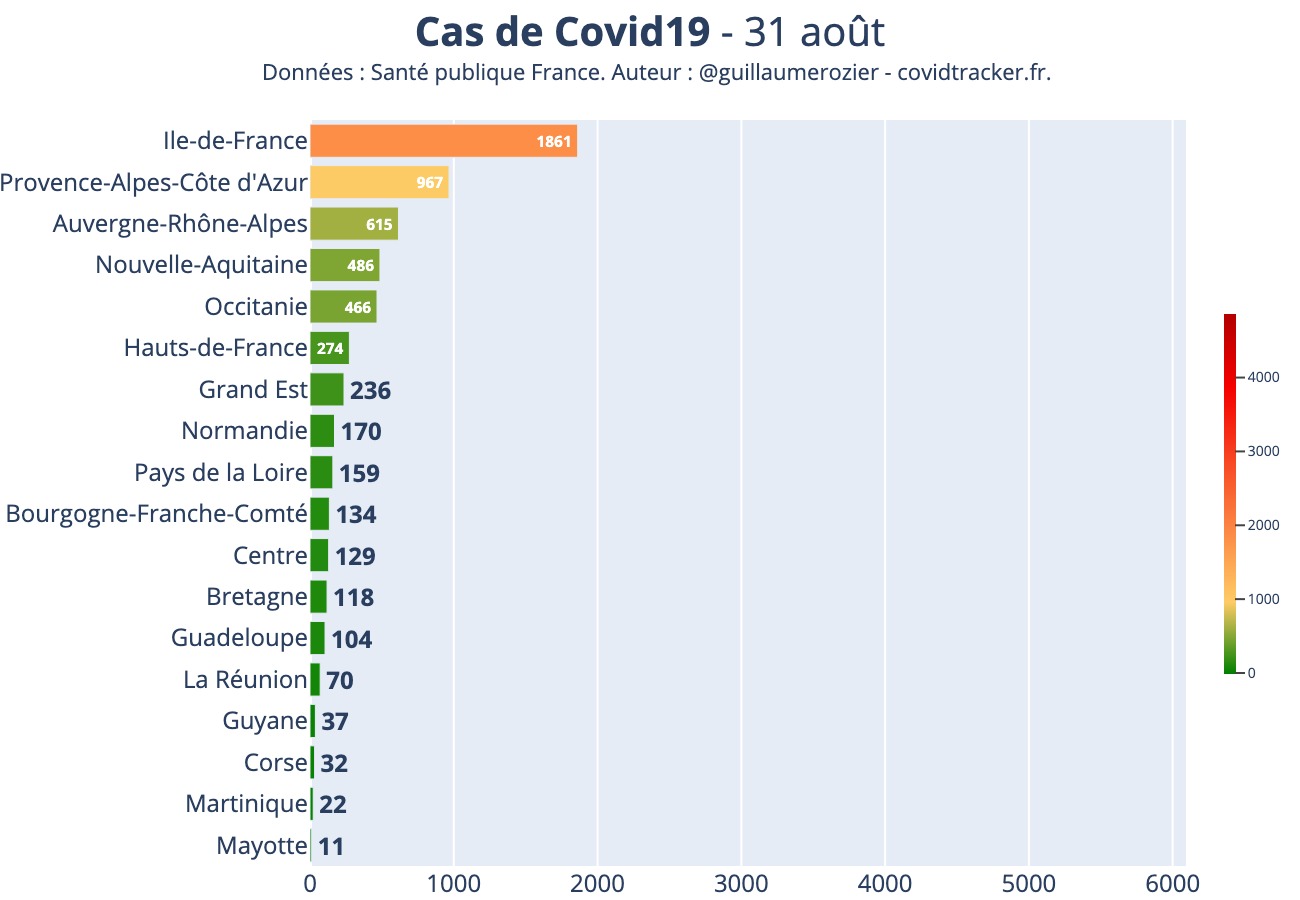 Cas de Covid19 - 31 août
Données : Santé publique France. Auteur : @guillaumerozier - covidtracker.fr.
Ile-de-France 1861
Provence-Alpes-Côte d'Azur 967
Auvergne-Rhône-Alpes 615
Nouvelle-Aquitaine 486
Occitanie 466
Hauts-de-France 274
Grand Est 236
Normandie 170
Pays de la Loire 159
Bourgogne-Franche-Comté 134
Centre 129
Bretagne 118
Guadeloupe 104
La Réunion 70
Guyane 37
Corse 32
Martinique 22
Mayotte 11
0 1000 2000 3000 4000 5000 6000
4000
3000
2000
1000
0